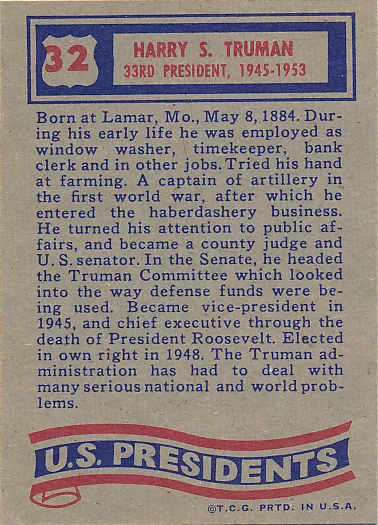 32
HARRY S. TRUMAN
33RD PRESIDENT, 1945-1953
Born at Lamar, Mo., May 8, 1884. Dur-
ing his early life he was employed as
window washer, timekeeper, bank
clerk and in other jobs. Tried his hand
at farming. A captain of artillery in
the first world war, after which he
entered the haberdashery business.
He turned his attention to public af-
fairs, and became a county judge and
U.S. senator. In the Senate, he headed
the Truman Committee which looked
into the way defense funds were be-
ing used. Became vice-president in
1945, and chief executive through the
death of President Roosevelt. Elected
in own right in 1948. The Truman ad-
ministration has had to deal with
many serious national and world prob-
lems.
U.S. PRESIDENTS
©T.C.G. PRTD. IN U.S.A.